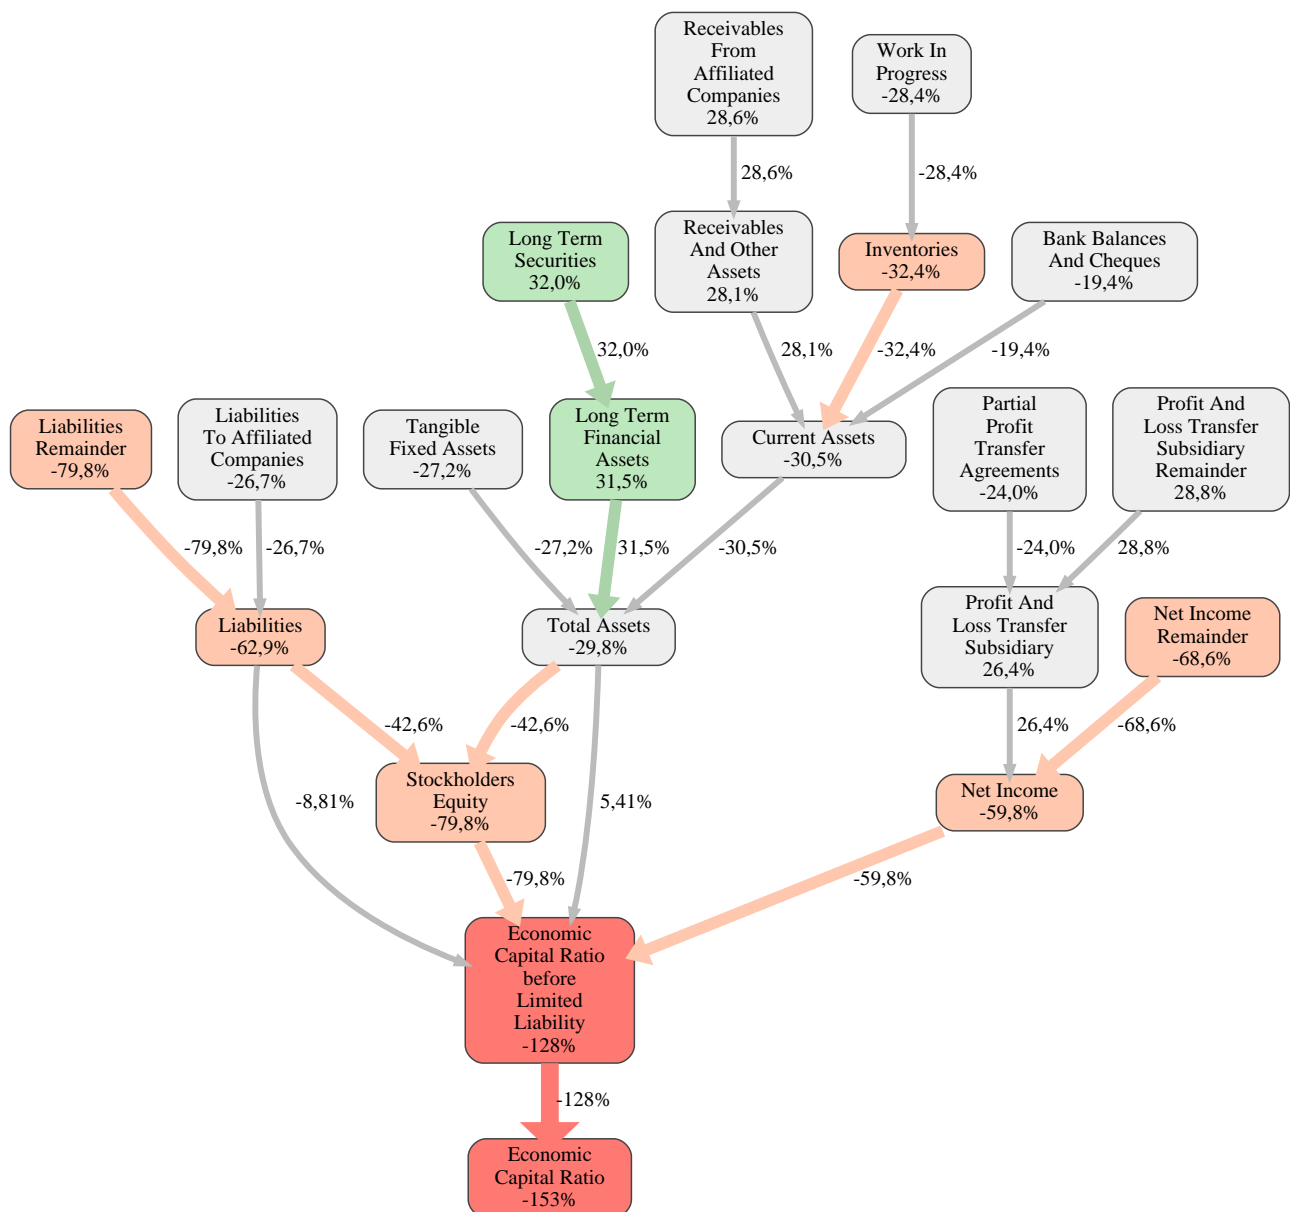 Receivables
From
Affiliated
Companies
28,6%
Work In
Progress
-28,4%
28,6%
-28,4%
Long Term
Securities
32,0%
Receivables
And Other
Assets
28,1%
Inventories
-32,4%
Bank Balances
And Cheques
-19,4%
32,0%
28,1%
-32,4%
-19,4%
Liabilities
Remainder
-79,8%
Liabilities
To Affiliated
Companies
-26,7%
Tangible
Fixed Assets
-27,2%
Long Term
Financial
Assets
31,5%
Current Assets
-30,5%
Partial
Profit
Transfer
Agreements
-24,0%
Profit And
Loss Transfer
Subsidiary
Remainder
28,8%
-79,8%
-26,7%
-27,2%
31,5%
-30,5%
-24,0%
28,8%
Liabilities
-62,9%
Total Assets
-29,8%
Profit And
Loss Transfer
Subsidiary
26,4%
Net Income
Remainder
-68,6%
-42,6%
-42,6%
26,4%
-68,6%
-8,81%
Stockholders
Equity
-79,8%
5,41%
Net Income
-59,8%
-79,8%
-59,8%
Economic
Capital Ratio
before
Limited
Liability
-128%
-128%
Economic
Capital Ratio
-153%